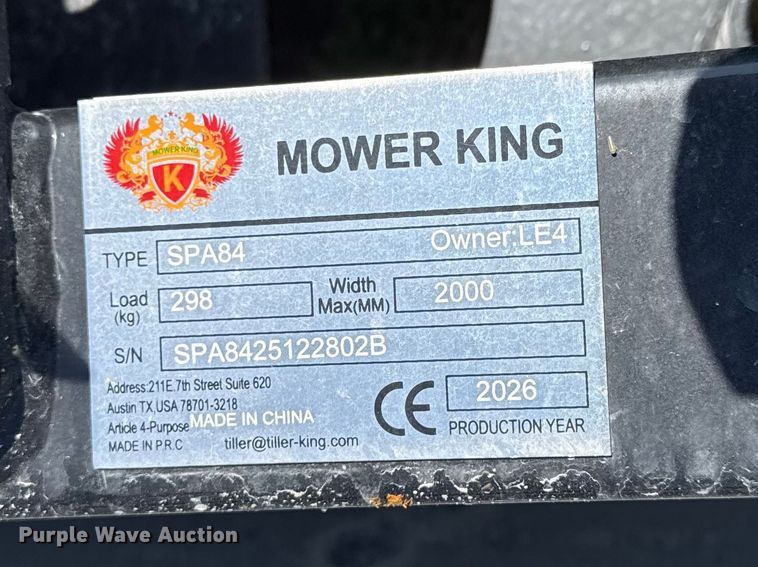 MOWER KING
K
MOWER KING
TYPE SPA84 Owner:LE4
Load (kg) 298 Width Max(MM) 2000
S/N SPA8425122802B
Address:211E.7th Street Suite 620
Austin TX,USA 78701-3218
Article 4-Purpose MADE IN CHINA
MADE IN P.R.C tiller@tiller-king.com
CE 2026
PRODUCTION YEAR
Purple Wave Auction